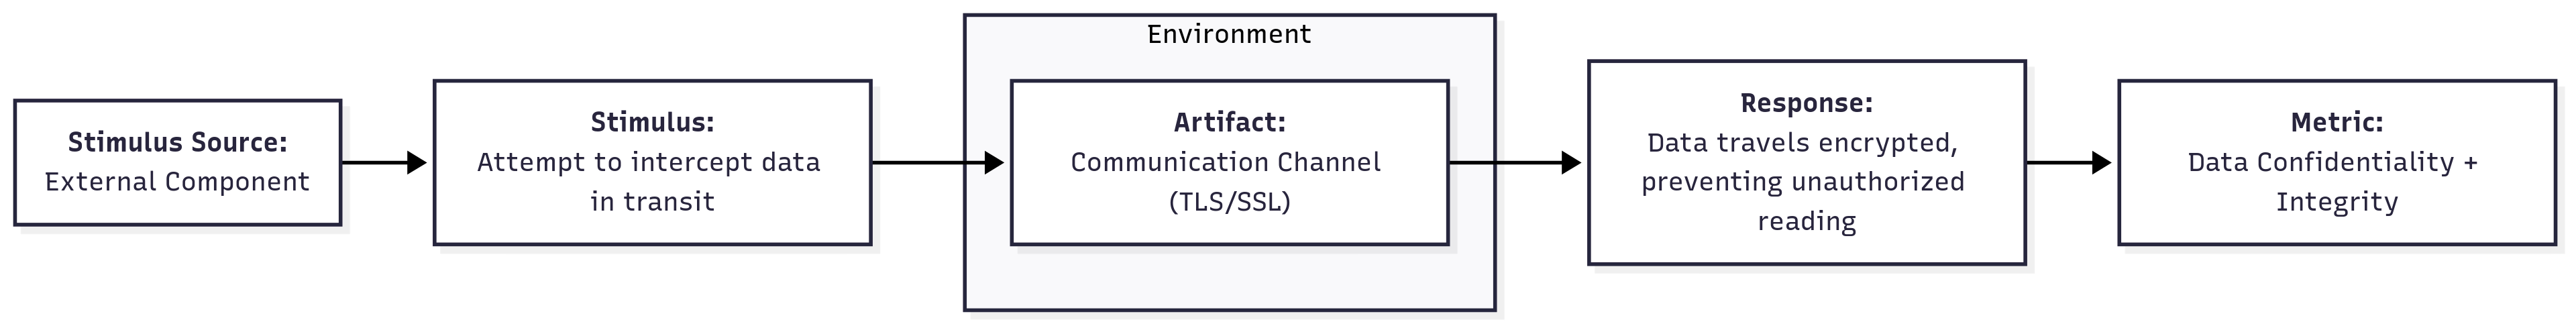 Stimulus Source:
External Component
Stimulus:
Attempt to intercept data
in transit
Environment
Artifact:
Communication Channel
(TLS/SSL)
Response:
Data travels encrypted,
preventing unauthorized
reading
Metric:
Data Confidentiality +
Integrity